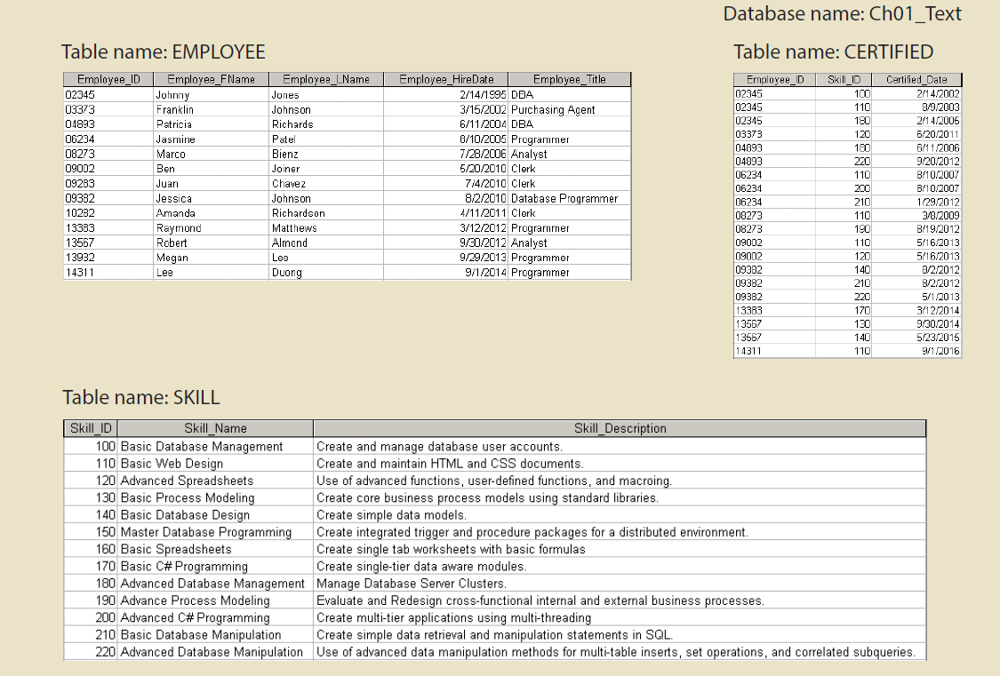 Database name: Ch01_Text
Table name: EMPLOYEE
Employee_ID Employee_FName Employee_LName Employee_HireDate Employee_Title
02345 Johnny Jones 2/14/1995 DBA
03373 Franklin Johnson 3/15/2002 Purchasing Agent
04893 Patricia Richards 6/11/2004 DBA
06234 Jasmine Patel 8/10/2005 Programmer
08273 Marco Bienz 7/28/2006 Analyst
09002 Ben Joiner 5/20/2010 Clerk
09283 Juan Chavez 7/4/2010 Clerk
09382 Jessica Johnson 8/2/2010 Database Programmer
10282 Amanda Richardson 4/11/2011 Clerk
13383 Raymond Matthews 3/12/2012 Programmer
13567 Robert Almond 9/30/2012 Analyst
13932 Megan Lee 9/29/2013 Programmer
14311 Lee Duong 9/1/2014 Programmer
Table name: CERTIFIED
Employee_ID Skill_ID Certified_Date
02345 100 2/14/2002
02345 110 8/9/2003
02345 180 2/14/2005
03373 120 6/20/2011
04893 180 6/11/2006
04893 220 9/20/2012
06234 110 8/10/2007
06234 200 8/10/2007
06234 210 1/29/2012
08273 110 3/8/2009
08273 190 8/19/2012
09002 110 5/16/2013
09002 120 5/16/2013
09382 140 8/2/2012
09382 210 8/2/2012
09382 220 5/1/2013
13383 170 3/12/2014
13567 130 9/30/2014
13567 140 5/23/2015
14311 110 9/1/2016
Table name: SKILL
Skill_ID Skill_Name Skill_Description
100 Basic Database Management Create and manage database user accounts.
110 Basic Web Design Create and maintain HTML and CSS documents.
120 Advanced Spreadsheets Use of advanced functions, user-defined functions, and macroing.
130 Basic Process Modeling Create core business process models using standard libraries.
140 Basic Database Design Create simple data models.
150 Master Database Programming Create integrated trigger and procedure packages for a distributed environment.
160 Basic Spreadsheets Create single tab worksheets with basic formulas
170 Basic C# Programming Create single-tier data aware modules.
180 Advanced Database Management Manage Database Server Clusters.
190 Advance Process Modeling Evaluate and Redesign cross-functional internal and external business processes.
200 Advanced C# Programming Create multi-tier applications using multi-threading
210 Basic Database Manipulation Create simple data retrieval and manipulation statements in SQL.
220 Advanced Database Manipulation Use of advanced data manipulation methods for multi-table inserts, set operations, and correlated subqueries.